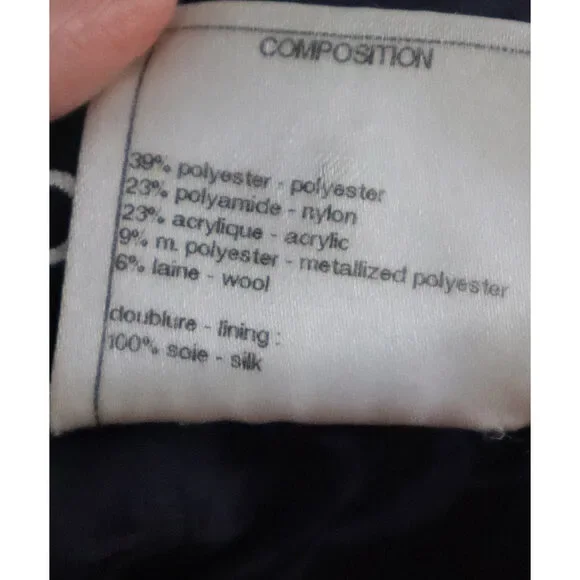 COMPOSITION
39% polyester - polyester
23% polyamide - nylon
23% acrylique - acrylic
9% m. polyester - metallized polyester
6% laine - wool
doublure - lining :
100% soie - silk